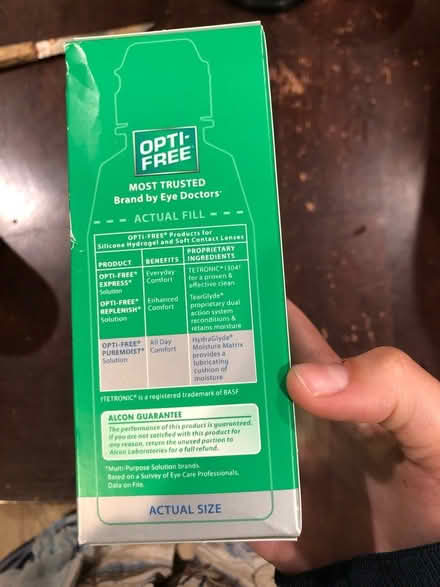 OPTI-
FREE®
MOST TRUSTED
Brand by Eye Doctors*
ACTUAL FILL
OPTI-FREE® Products for
Silicone Hydrogel and Soft Contact Lenses
PRODUCT BENEFITS PROPRIETARY INGREDIENTS
OPTI-FREE® EXPRESS® Solution Everyday Comfort TETRONIC® 1304† for a proven & effective clean
OPTI-FREE® REPLENISH® Solution Enhanced Comfort TearGlyde® proprietary dual action system reconditions & retains moisture
OPTI-FREE® PUREMOIST® Solution All Day Comfort HydraGlyde® Moisture Matrix provides a lubricating cushion of moisture
†TETRONIC® is a registered trademark of BASF
ALCON GUARANTEE
The performance of this product is guaranteed.
If you are not satisfied with this product for
any reason, return the unused portion to
Alcon Laboratories for a full refund.
*Multi-Purpose Solution brands.
Based on a Survey of Eye Care Professionals,
Data on File.
ACTUAL SIZE